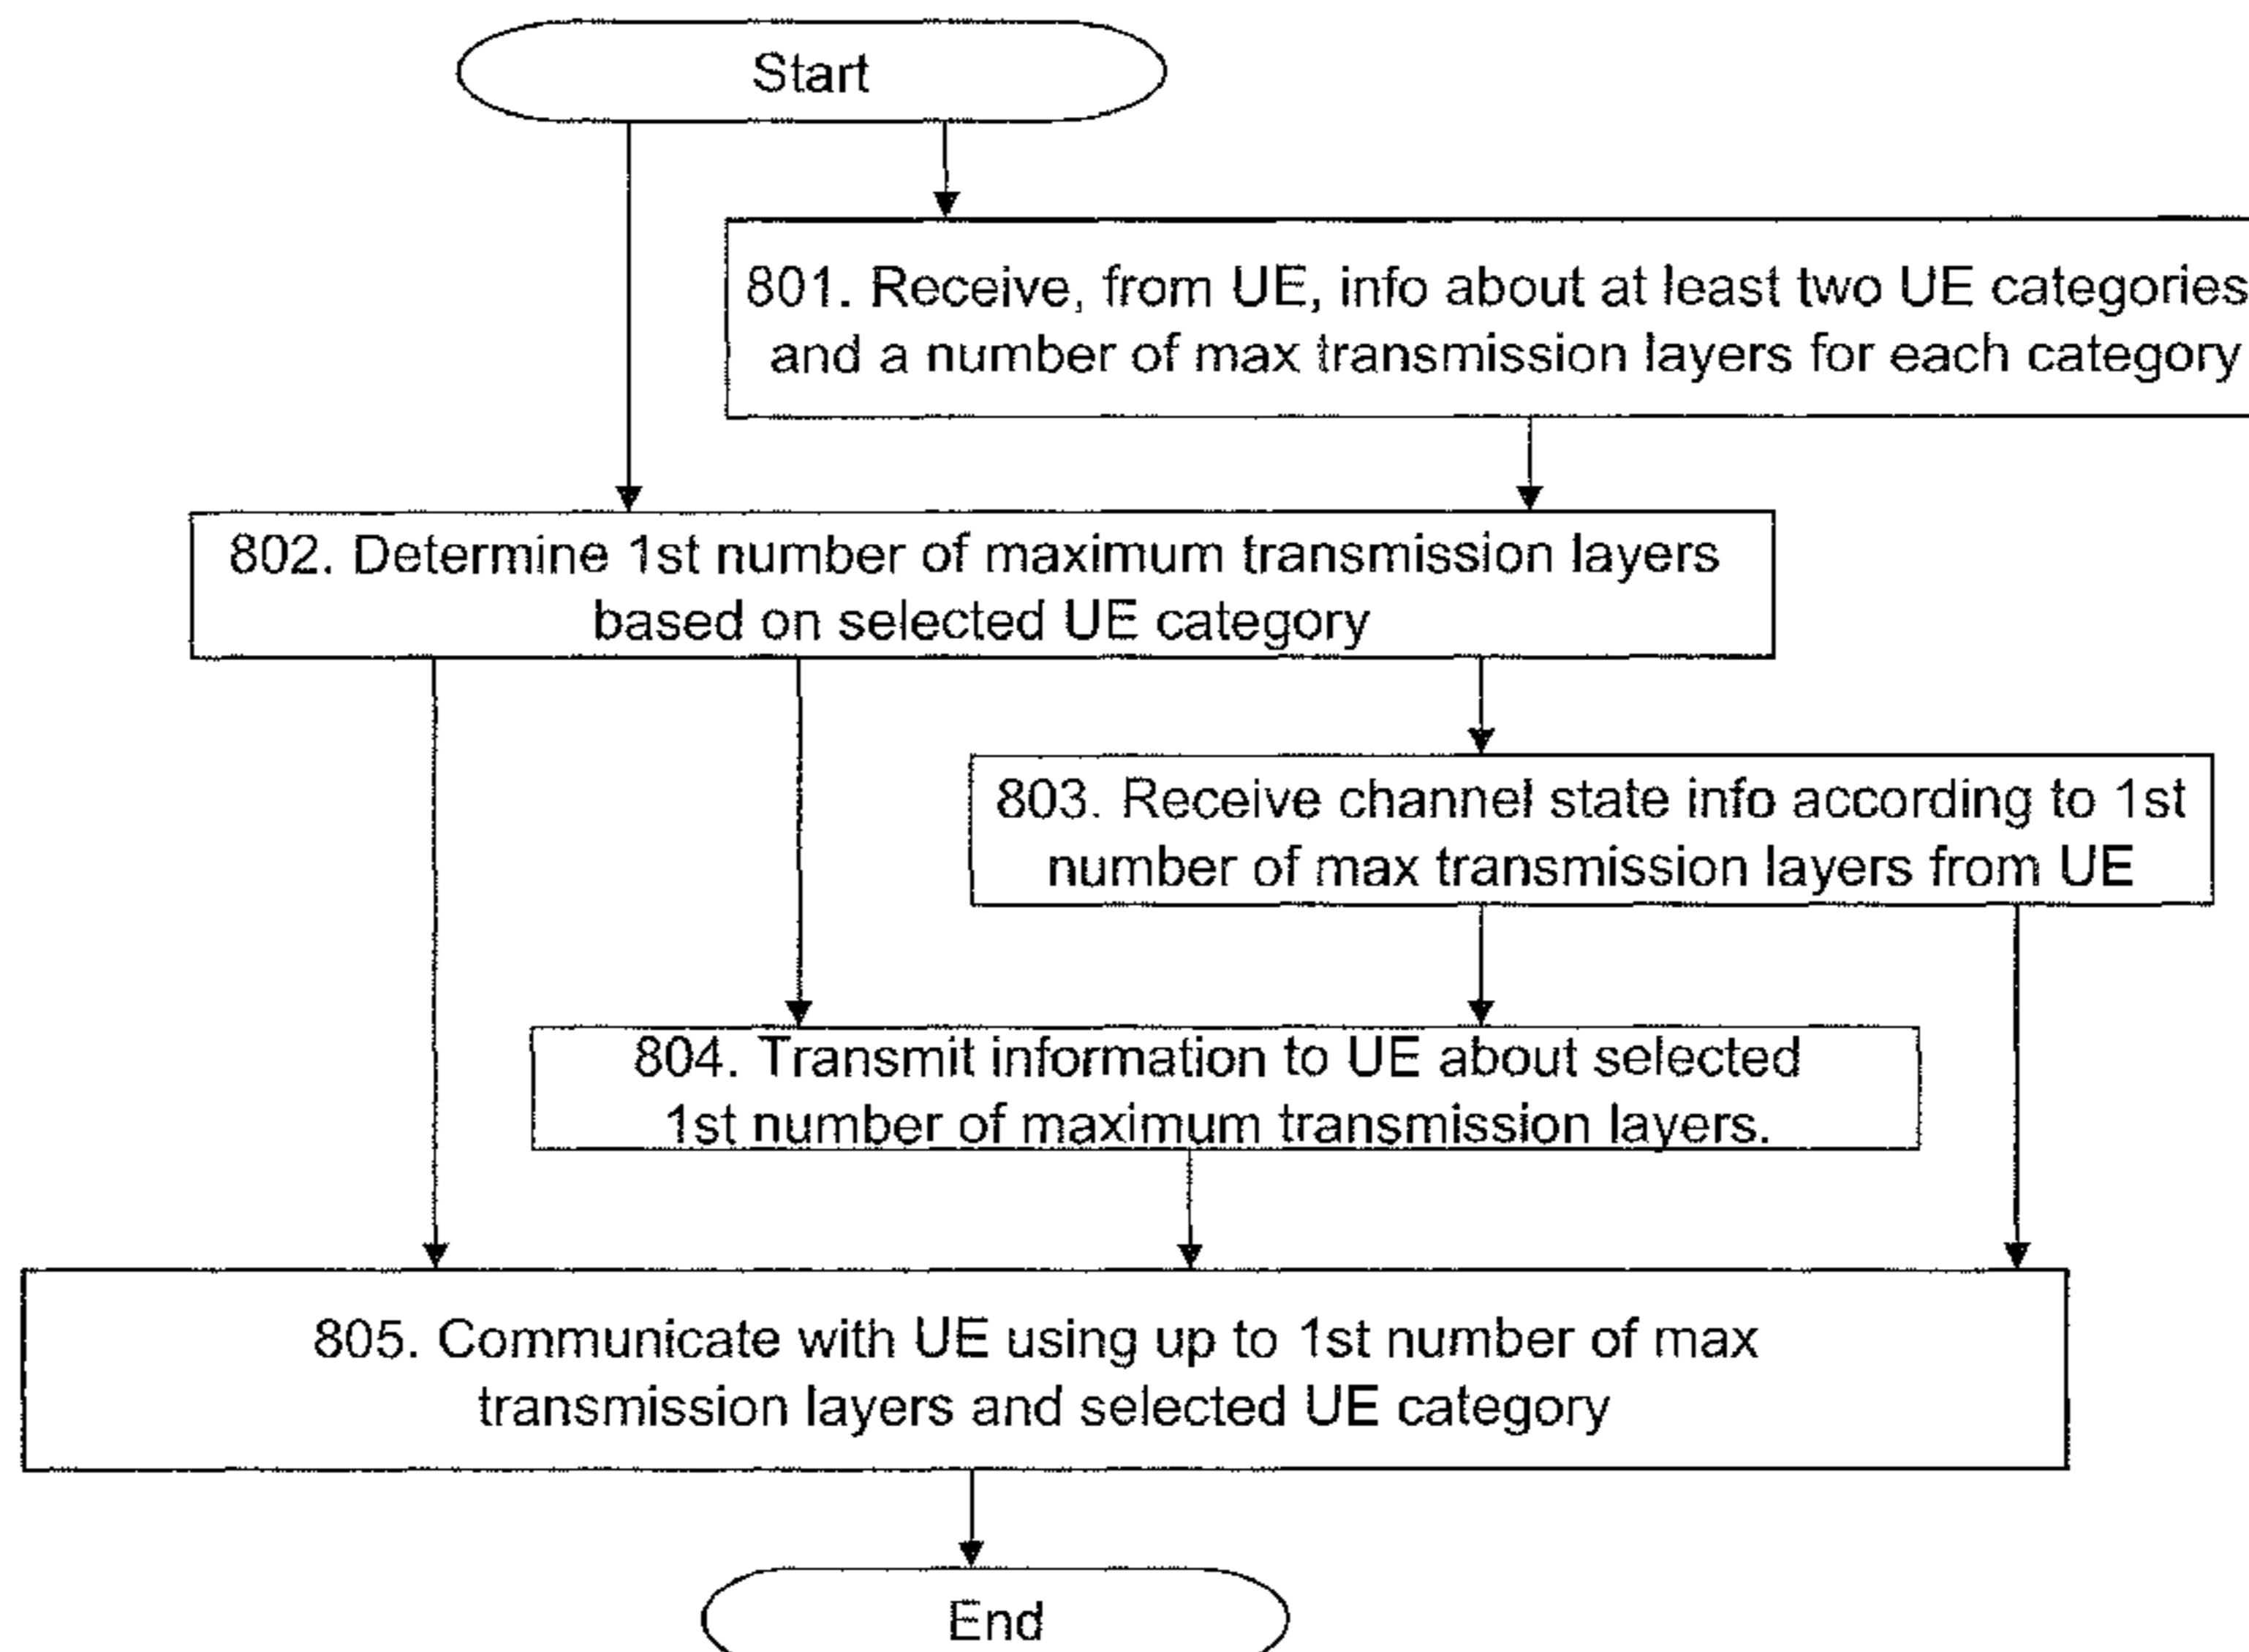 Start
801. Receive, from UE, info about at least two UE categories
and a number of max transmission layers for each category
802. Determine 1st number of maximum transmission layers
based on selected UE category
803. Receive channel state info according to 1st
number of max transmission layers from UE
804. Transmit information to UE about selected
1st number of maximum transmission layers.
805. Communicate with UE using up to 1st number of max
transmission layers and selected UE category
End